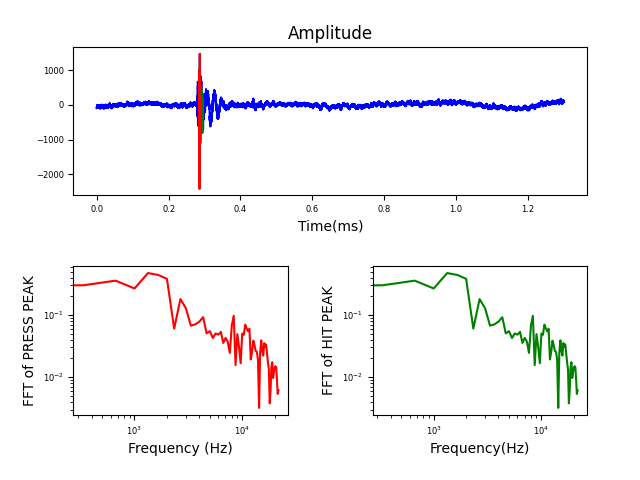 Amplitude
1000
0
−1000
−2000
0.0 0.2 0.4 0.6 0.8 1.0 1.2
Time(ms)
FFT of PRESS PEAK
10⁻¹
10⁻²
10³ 10⁴
Frequency (Hz)
FFT of HIT PEAK
10⁻¹
10⁻²
10³ 10⁴
Frequency(Hz)